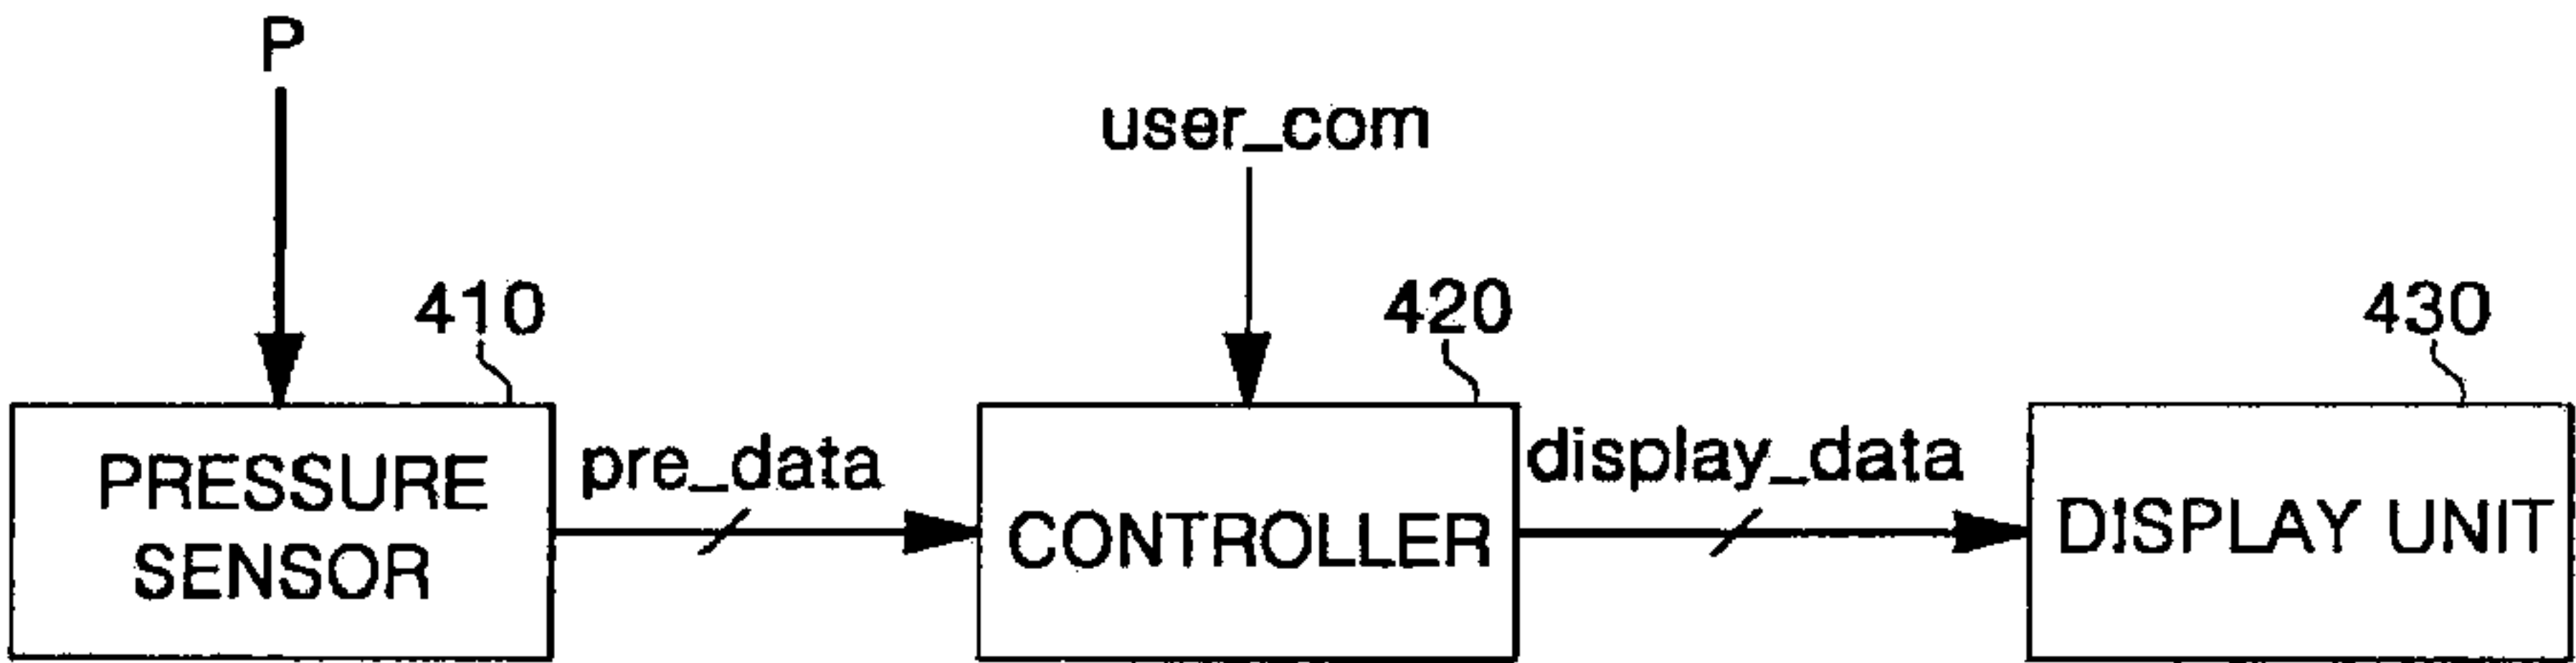 P
user_com
410
420
430
PRESSURE
SENSOR
pre_data
CONTROLLER
display_data
DISPLAY UNIT